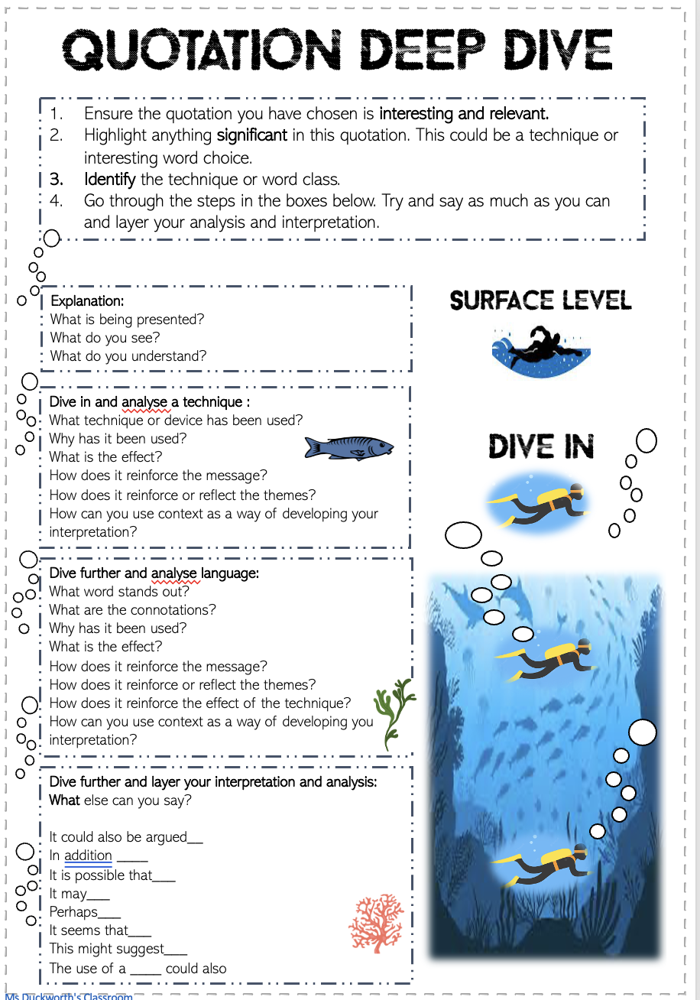 QUOTATION DEEP DIVE
1. Ensure the quotation you have chosen is interesting and relevant.
2. Highlight anything significant in this quotation. This could be a technique or
interesting word choice.
3. Identify the technique or word class.
4. Go through the steps in the boxes below. Try and say as much as you can
and layer your analysis and interpretation.
Explanation:
What is being presented?
What do you see?
What do you understand?
SURFACE LEVEL
Dive in and analyse a technique :
What technique or device has been used?
Why has it been used?
What is the effect?
How does it reinforce the message?
How does it reinforce or reflect the themes?
How can you use context as a way of developing your
interpretation?
DIVE IN
Dive further and analyse language:
What word stands out?
What are the connotations?
Why has it been used?
What is the effect?
How does it reinforce the message?
How does it reinforce or reflect the themes?
How does it reinforce the effect of the technique?
How can you use context as a way of developing you
interpretation?
Dive further and layer your interpretation and analysis:
What else can you say?
It could also be argued__
In addition ____
It is possible that___
It may___
Perhaps___
It seems that___
This might suggest___
The use of a ____ could also
Ms Duckworth's Classroom